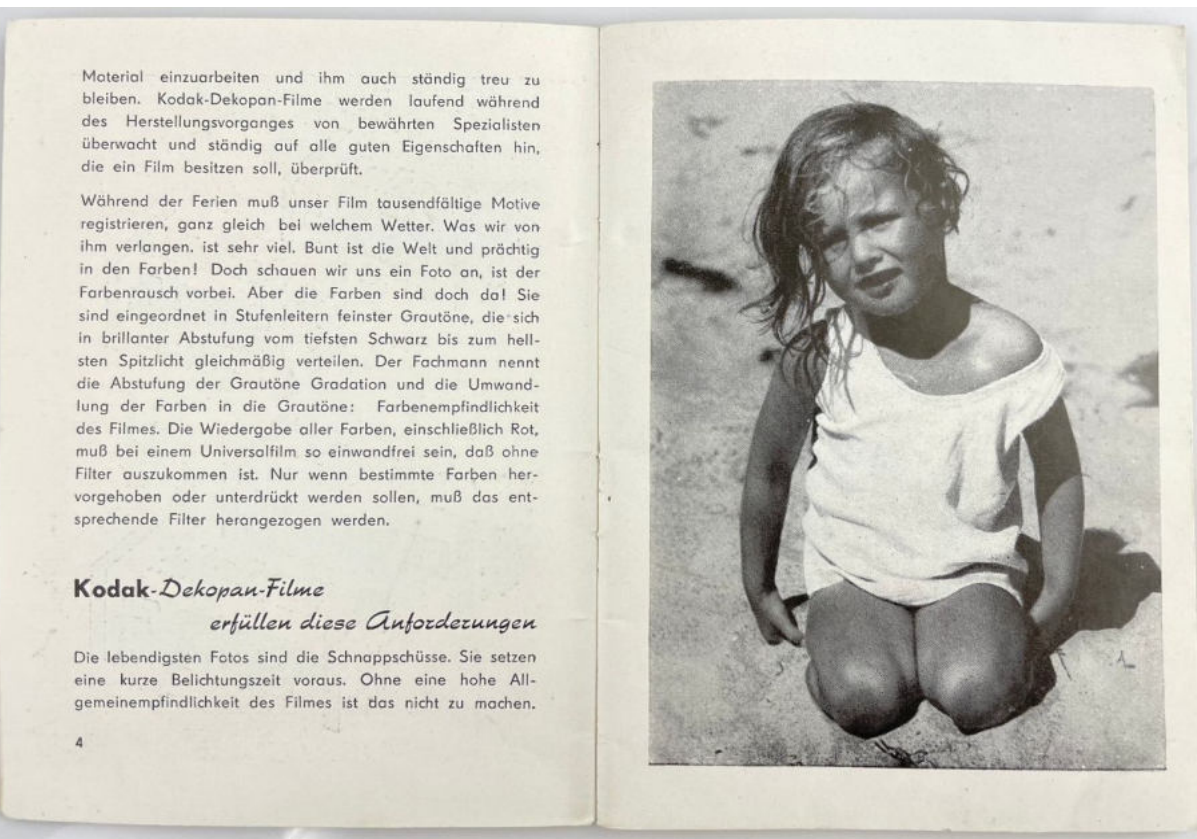 Material einzuarbeiten und ihm auch ständig treu zu
bleiben. Kodak-Dekopan-Filme werden laufend während
des Herstellungsvorganges von bewährten Spezialisten
überwacht und ständig auf alle guten Eigenschaften hin,
die ein Film besitzen soll, überprüft.
Während der Ferien muß unser Film tausendfältige Motive
registrieren, ganz gleich bei welchem Wetter. Was wir von
ihm verlangen. ist sehr viel. Bunt ist die Welt und prächtig
in den Farben! Doch schauen wir uns ein Foto an, ist der
Farbenrausch vorbei. Aber die Farben sind doch da! Sie
sind eingeordnet in Stufenleitern feinster Grautöne, die sich
in brillanter Abstufung vom tiefsten Schwarz bis zum hell-
sten Spitzlicht gleichmäßig verteilen. Der Fachmann nennt
die Abstufung der Grautöne Gradation und die Umwand-
lung der Farben in die Grautöne: Farbenempfindlichkeit
des Filmes. Die Wiedergabe aller Farben, einschließlich Rot,
muß bei einem Universalfilm so einwandfrei sein, daß ohne
Filter auszukommen ist. Nur wenn bestimmte Farben her-
vorgehoben oder unterdrückt werden sollen, muß das ent-
sprechende Filter herangezogen werden.
Kodak-Dekopan-Filme
erfüllen diese Anforderungen
Die lebendigsten Fotos sind die Schnappschüsse. Sie setzen
eine kurze Belichtungszeit voraus. Ohne eine hohe All-
gemeinempfindlichkeit des Filmes ist das nicht zu machen.
4